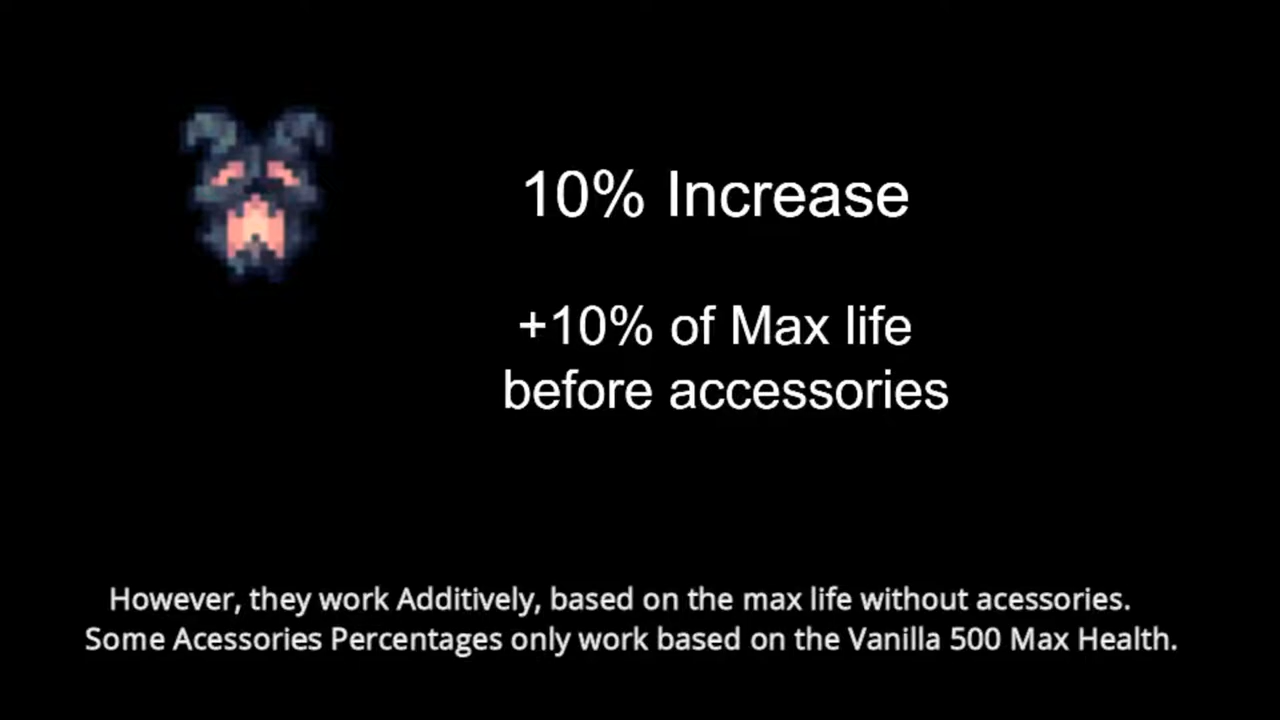 10% Increase
+10% of Max life
before accessories
However, they work Additively, based on the max life without acessories.
Some Acessories Percentages only work based on the Vanilla 500 Max Health.